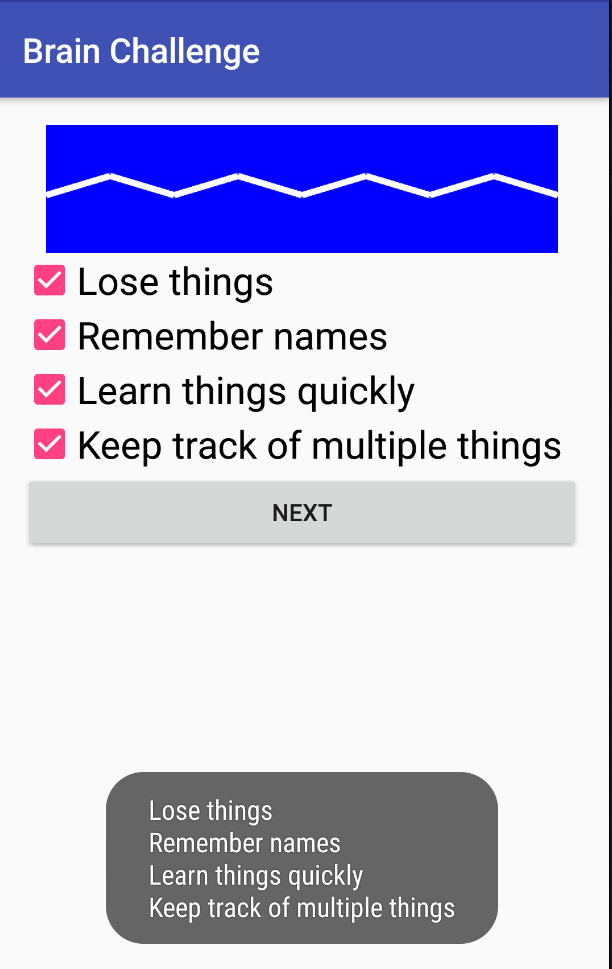 Brain Challenge
Lose things
Remember names
Learn things quickly
Keep track of multiple things
NEXT
Lose things
Remember names
Learn things quickly
Keep track of multiple things